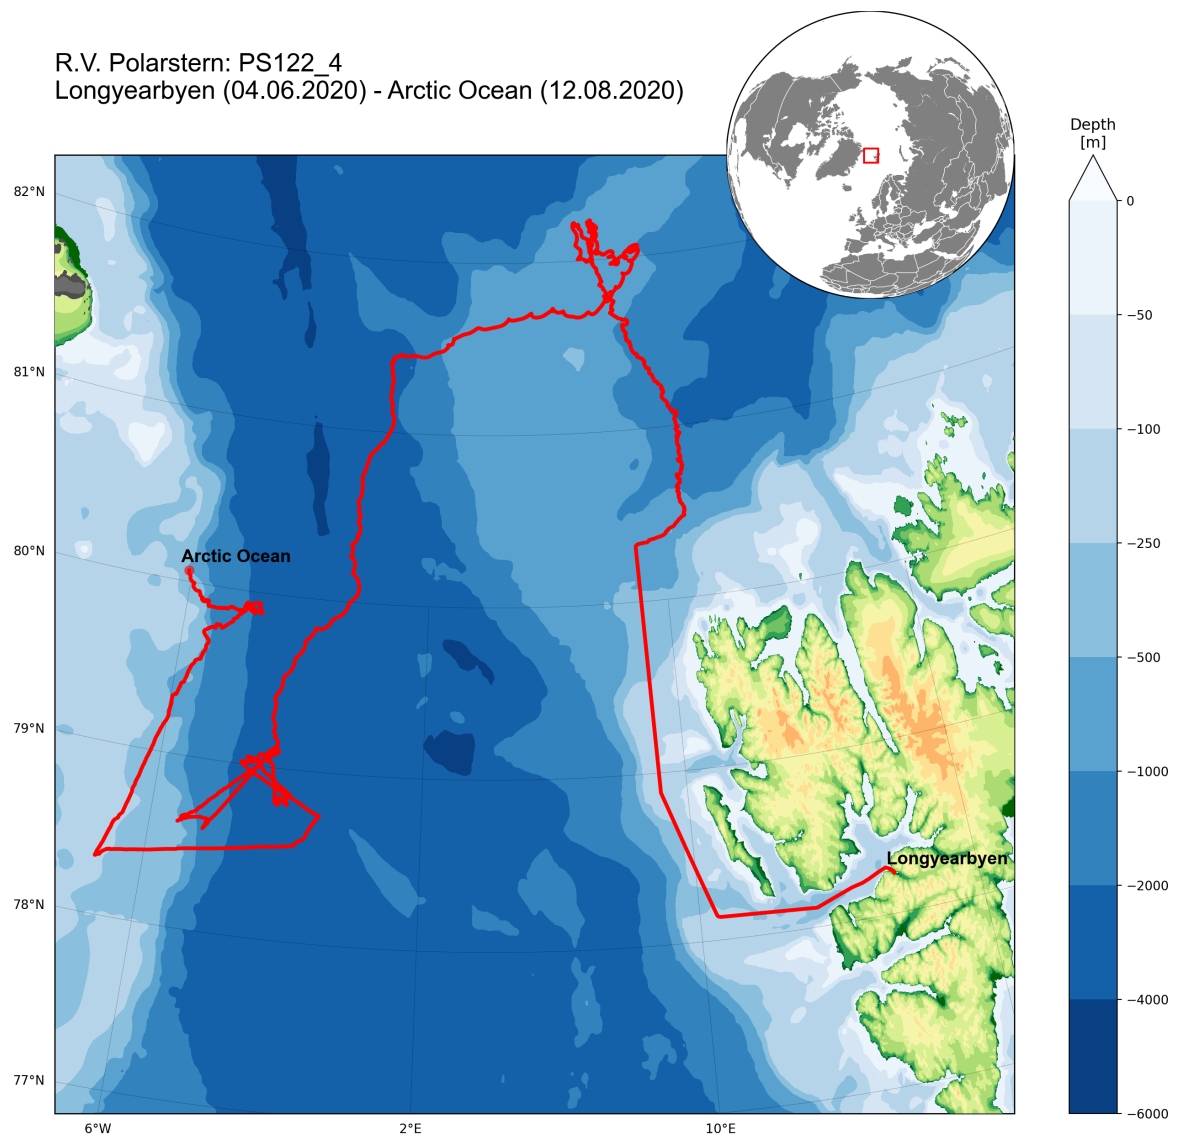 R.V. Polarstern: PS122_4
Longyearbyen (04.06.2020) - Arctic Ocean (12.08.2020)
Depth
[m]
0
−50
−100
−250
−500
−1000
−2000
−4000
−6000
82°N
81°N
80°N
79°N
78°N
77°N
Arctic Ocean
Longyearbyen
6°W
2°E
10°E